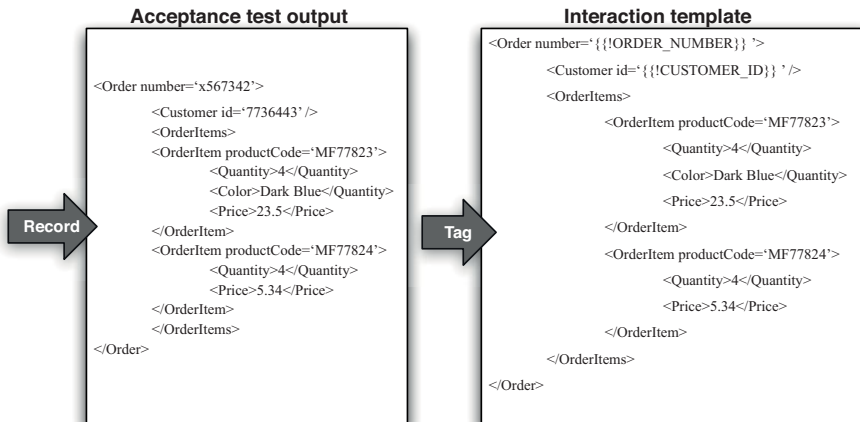 Acceptance test output
<Order number=‘x567342’>
<Customer id=‘7736443’ />
<OrderItems>
<OrderItem productCode=‘MF77823’>
<Quantity>4</Quantity>
<Color>Dark Blue</Quantity>
<Price>23.5</Price>
</OrderItem>
<OrderItem productCode=‘MF77824’>
<Quantity>4</Quantity>
<Price>5.34</Price>
</OrderItem>
</OrderItems>
</Order>
Record
Interaction template
<Order number=‘{{!ORDER_NUMBER}} ’>
<Customer id=‘{{!CUSTOMER_ID}} ’ />
<OrderItems>
<OrderItem productCode=‘MF77823’>
<Quantity>4</Quantity>
<Color>Dark Blue</Quantity>
<Price>23.5</Price>
</OrderItem>
<OrderItem productCode=‘MF77824’>
<Quantity>4</Quantity>
<Price>5.34</Price>
</OrderItem>
</OrderItems>
</Order>
Tag